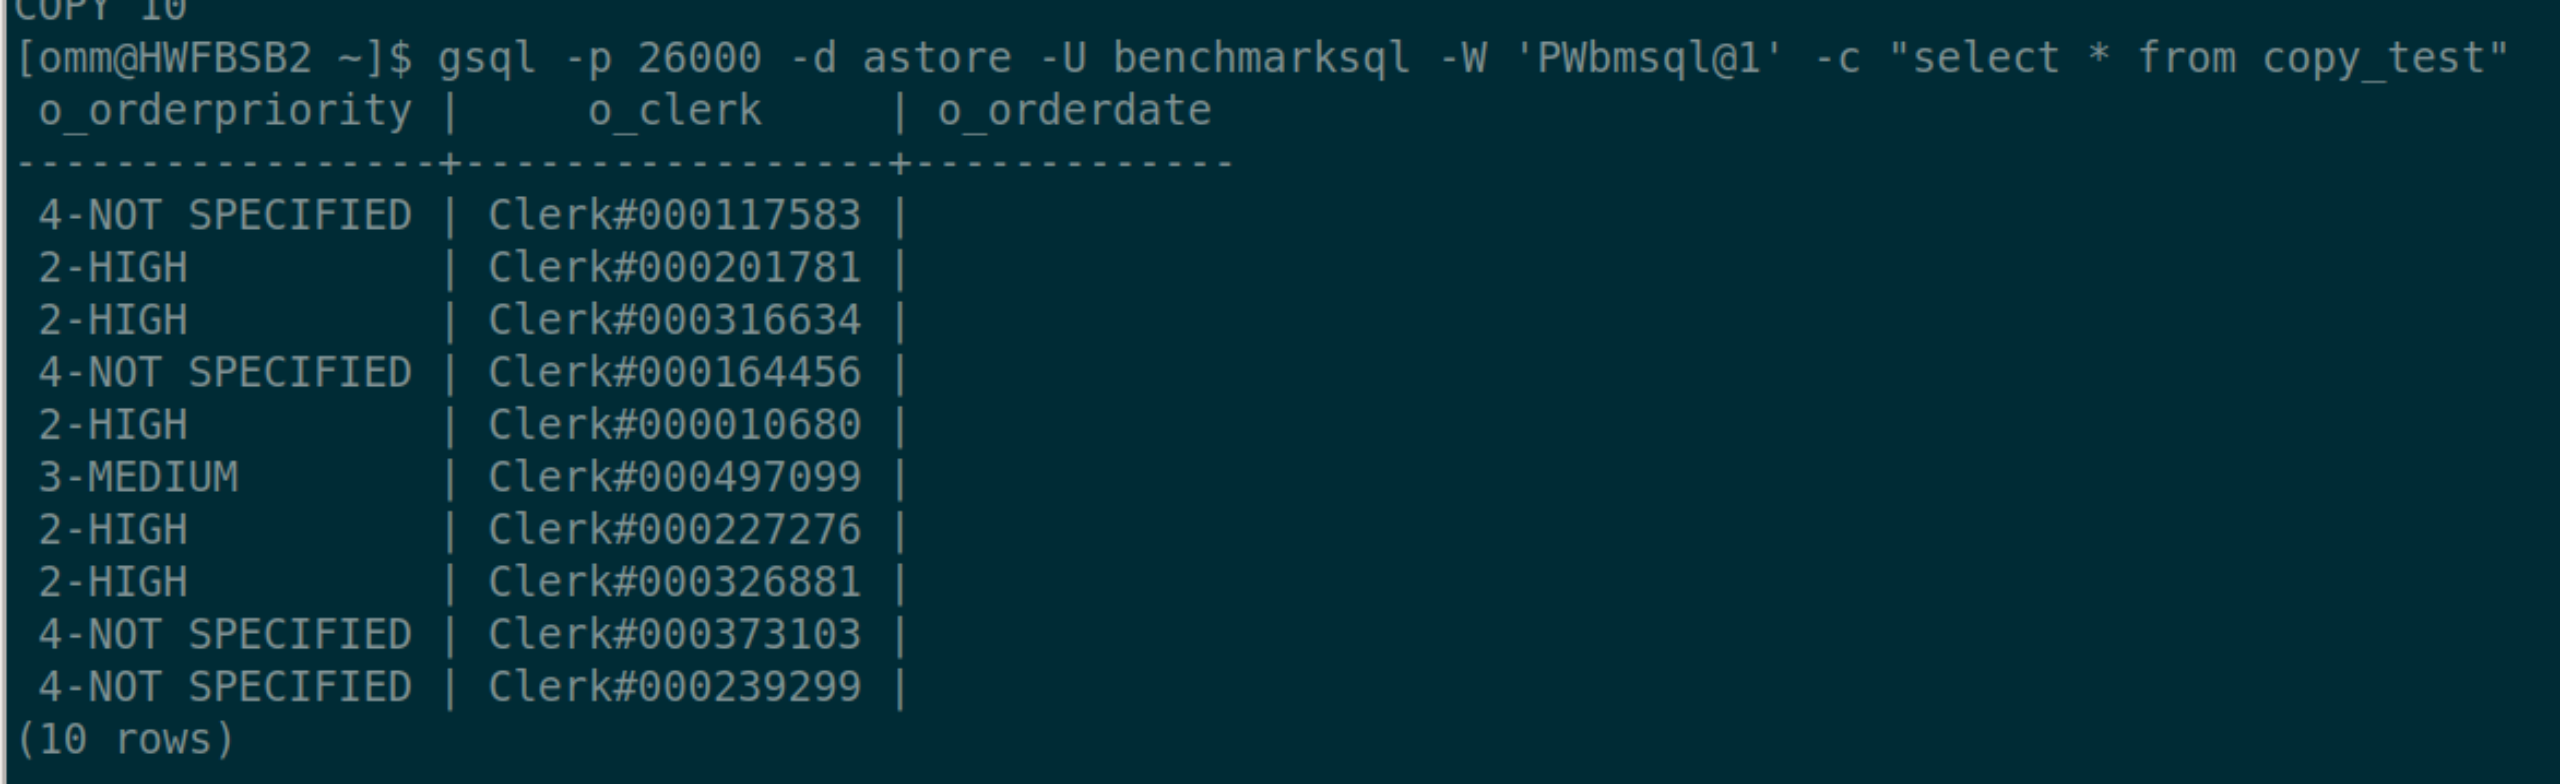 COPY 10
[omm@HWFBSB2 ~]$ gsql -p 26000 -d astore -U benchmarksql -W 'PWbmsql@1' -c "select * from copy_test"
 o_orderpriority |     o_clerk     | o_orderdate
-----------------+-----------------+-------------
 4-NOT SPECIFIED | Clerk#000117583 |
 2-HIGH          | Clerk#000201781 |
 2-HIGH          | Clerk#000316634 |
 4-NOT SPECIFIED | Clerk#000164456 |
 2-HIGH          | Clerk#000010680 |
 3-MEDIUM        | Clerk#000497099 |
 2-HIGH          | Clerk#000227276 |
 2-HIGH          | Clerk#000326881 |
 4-NOT SPECIFIED | Clerk#000373103 |
 4-NOT SPECIFIED | Clerk#000239299 |
(10 rows)